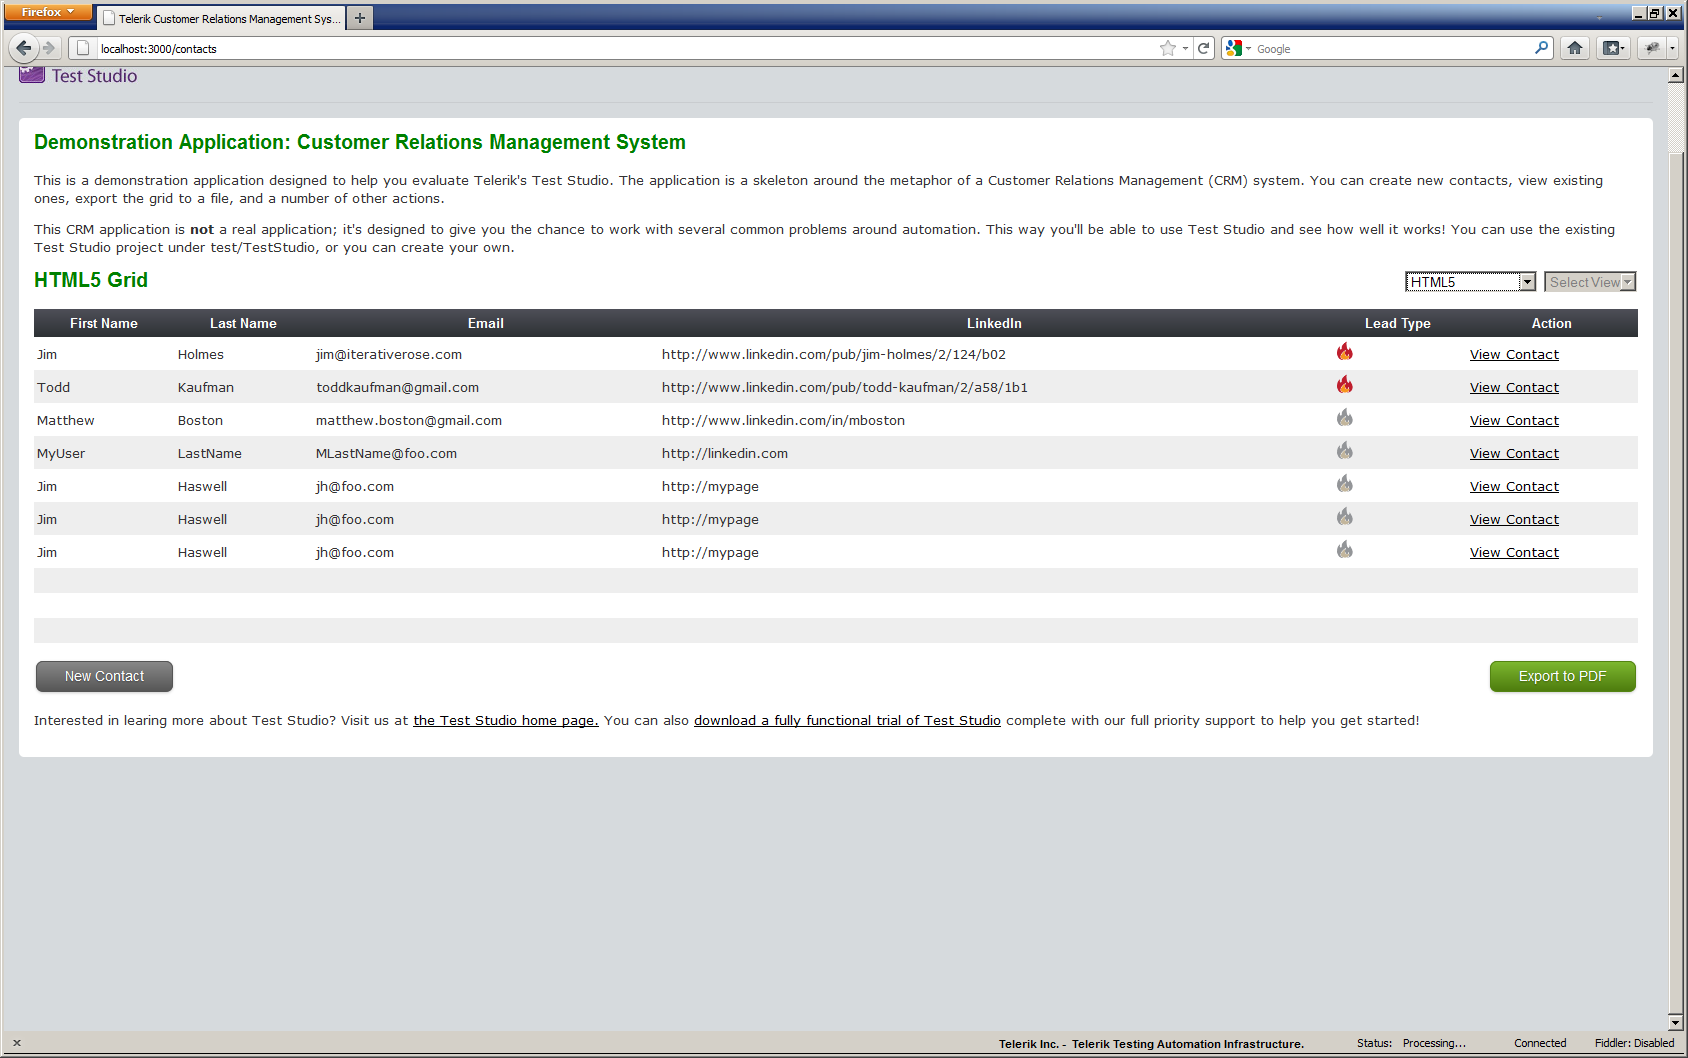 Firefox
Telerik Customer Relations Management Sys...
localhost:3000/contacts
Google
Test Studio
Demonstration Application: Customer Relations Management System
This is a demonstration application designed to help you evaluate Telerik's Test Studio. The application is a skeleton around the metaphor of a Customer Relations Management (CRM) system. You can create new contacts, view existing
ones, export the grid to a file, and a number of other actions.
This CRM application is not a real application; it's designed to give you the chance to work with several common problems around automation. This way you'll be able to use Test Studio and see how well it works! You can use the existing
Test Studio project under test/TestStudio, or you can create your own.
HTML5 Grid
HTML5 Select View
First Name Last Name Email LinkedIn Lead Type Action
Jim Holmes jim@iterativerose.com http://www.linkedin.com/pub/jim-holmes/2/124/b02 View Contact
Todd Kaufman toddkaufman@gmail.com http://www.linkedin.com/pub/todd-kaufman/2/a58/1b1 View Contact
Matthew Boston matthew.boston@gmail.com http://www.linkedin.com/in/mboston View Contact
MyUser LastName MLastName@foo.com http://linkedin.com View Contact
Jim Haswell jh@foo.com http://mypage View Contact
Jim Haswell jh@foo.com http://mypage View Contact
Jim Haswell jh@foo.com http://mypage View Contact
New Contact Export to PDF
Interested in learing more about Test Studio? Visit us at the Test Studio home page. You can also download a fully functional trial of Test Studio complete with our full priority support to help you get started!
Telerik Inc. - Telerik Testing Automation Infrastructure. Status: Processing... Connected Fiddler: Disabled